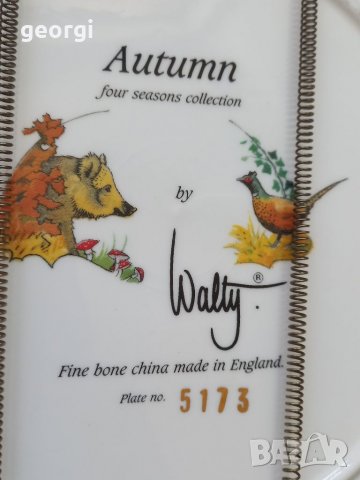 georgi
Autumn
four seasons collection
by
Walty.®
Fine bone china made in England.
Plate no. 5173
BAZAR